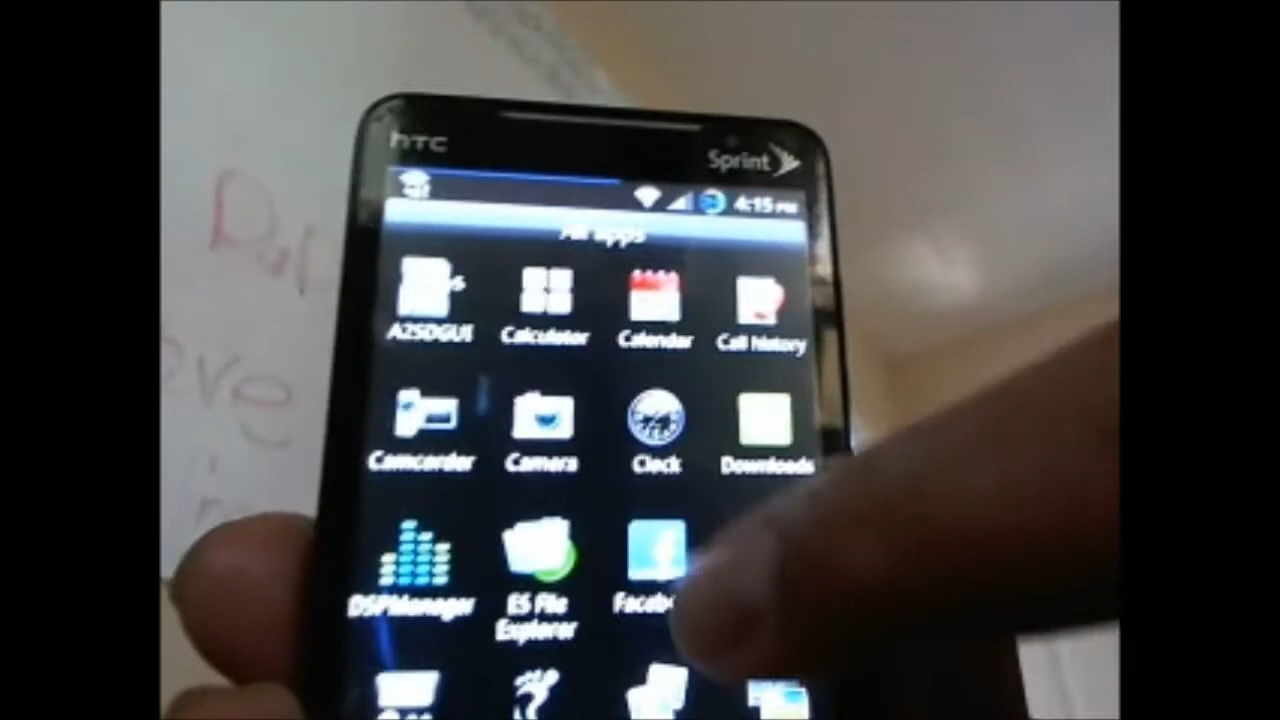 hTC
Sprint
4:15 PM
All apps
A2SDGUI
Calculator
Calendar
Call history
Camcorder
Camera
Clock
Downloads
DSPManager
ES File
Explorer